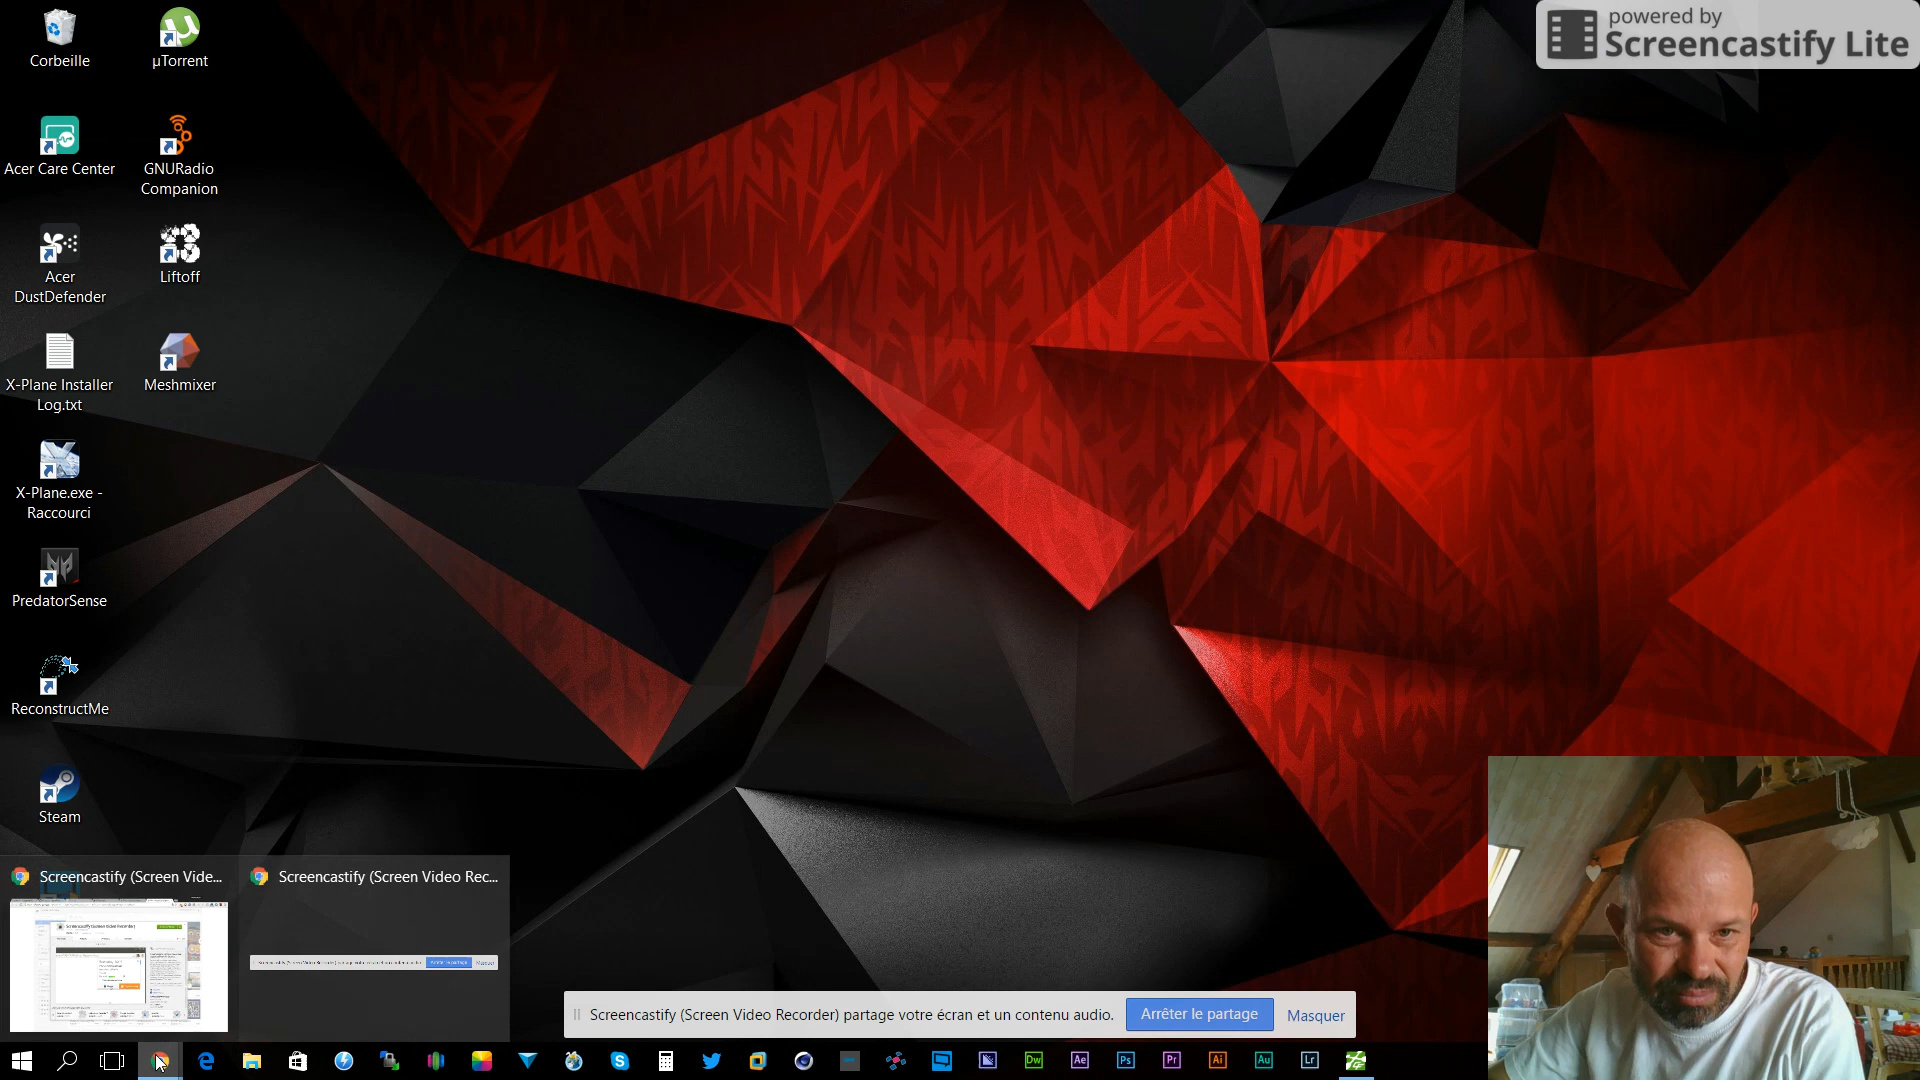 powered by
Screencastify Lite
Corbeille
µTorrent
Acer Care Center
GNURadio
Companion
Acer
DustDefender
Liftoff
X-Plane Installer
Log.txt
Meshmixer
X-Plane.exe -
Raccourci
PredatorSense
ReconstructMe
Steam
Screencastify (Screen Vide...
Screencastify (Screen Video Rec...
Screencastify (Screen Video Recorder) partage votre écran et un contenu audio.
Arrêter le partage
Masquer
Dw
Ae
Ps
Pr
Ai
Au
Lr